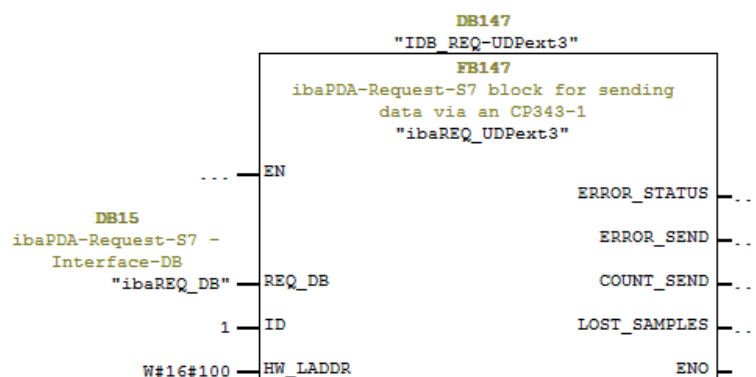 DB147
"IDB_REQ-UDPext3"
FB147
ibaPDA-Request-S7 block for sending
data via an CP343-1
"ibaREQ_UDPext3"
... EN
ERROR_STATUS ..
DB15
ibaPDA-Request-S7 -
Interface-DB
ERROR_SEND ..
"ibaREQ_DB" REQ_DB
COUNT_SEND ..
1 ID
LOST_SAMPLES ..
W#16#100 HW_LADDR
ENO